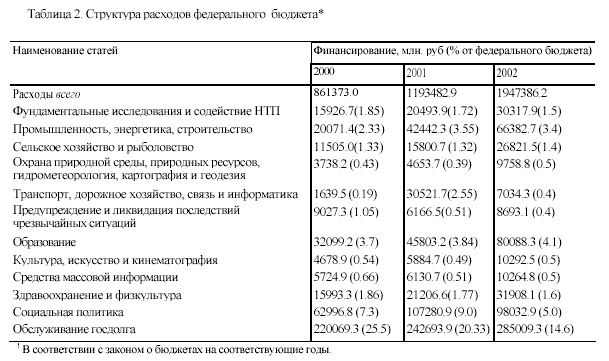 Таблица 2. Структура расходов федерального бюджета*
Наименование статей Финансирование, млн. руб (% от федерального бюджета)
2000 2001 2002
Расходы всего 861373.0 1193482.9 1947386.2
Фундаментальные исследования и содействие НТП 15926.7(1.85) 20493.9(1.72) 30317.9(1.5)
Промышленность, энергетика, строительство 20071.4(2.33) 42442.3 (3.55) 66382.7 (3.4)
Сельское хозяйство и рыболовство 11505.0(1.33) 15800.7 (1.32) 26821.5(1.4)
Охрана природной среды, природных ресурсов, 3738.2 (0.43) 4653.7 (0.39) 9758.8 (0.5)
гидрометеорология, картография и геодезия
Транспорт, дорожное хозяйство, связь и информатика 1639.5 (0.19) 30521.7(2.55) 7034.3 (0.4)
Предупреждение и ликвидация последствий 9027.3 (1.05) 6166.5(0.51) 8693.1 (0.4)
чрезвычайных ситуаций
Образование 32099.2 (3.7) 45803.2 (3.84) 80088.3 (4.1)
Культура, искусство и кинематография 4678.9 (0.54) 5884.7 (0.49) 10292.5 (0.5)
Средства массовой информации 5724.9 (0.66) 6130.7 (0.51) 10264.8 (0.5)
Здравоохранение и физкультура 15993.3 (1.86) 21206.6(1.77) 31908.1 (1.6)
Социальная политика 62996.8 (7.3) 107280.9 (9.0) 98032.9 (5.0)
Обслуживание госдолга 220069.3 (25.5) 242693.9 (20.33) 285009.3 (14.6)
¹ В соответствии с законом о бюджетах на соответствующие годы.